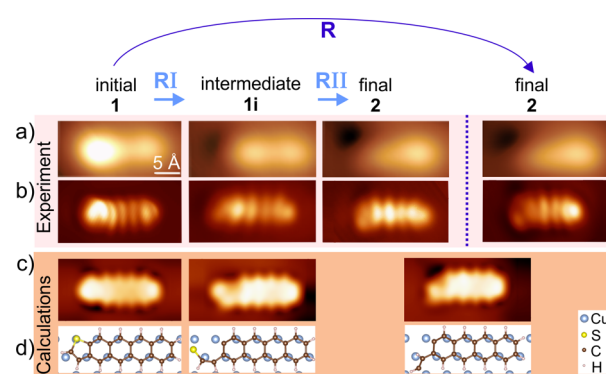 R
initial RI intermediate RII final final
1 1i 2 2
a)
5 Å
b)
Experiment
c)
d)
Calculations
Cu
S
C
H